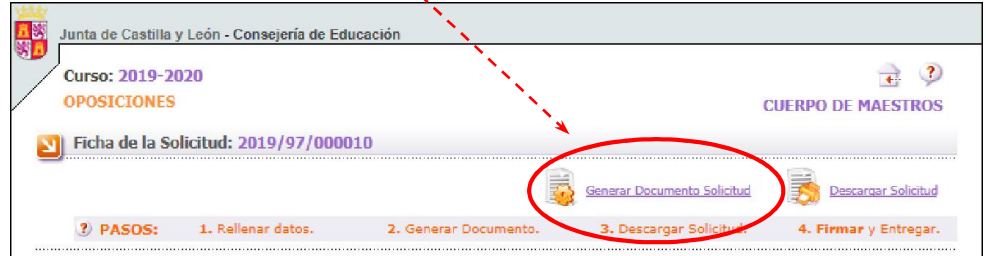 Junta de Castilla y León - Consejería de Educación
Curso: 2019-2020
OPOSICIONES
CUERPO DE MAESTROS
Ficha de la Solicitud: 2019/97/000010
Generar Documento Solicitud Descargar Solicitud
PASOS: 1. Rellenar datos. 2. Generar Documento. 3. Descargar Solicitud. 4. Firmar y Entregar.